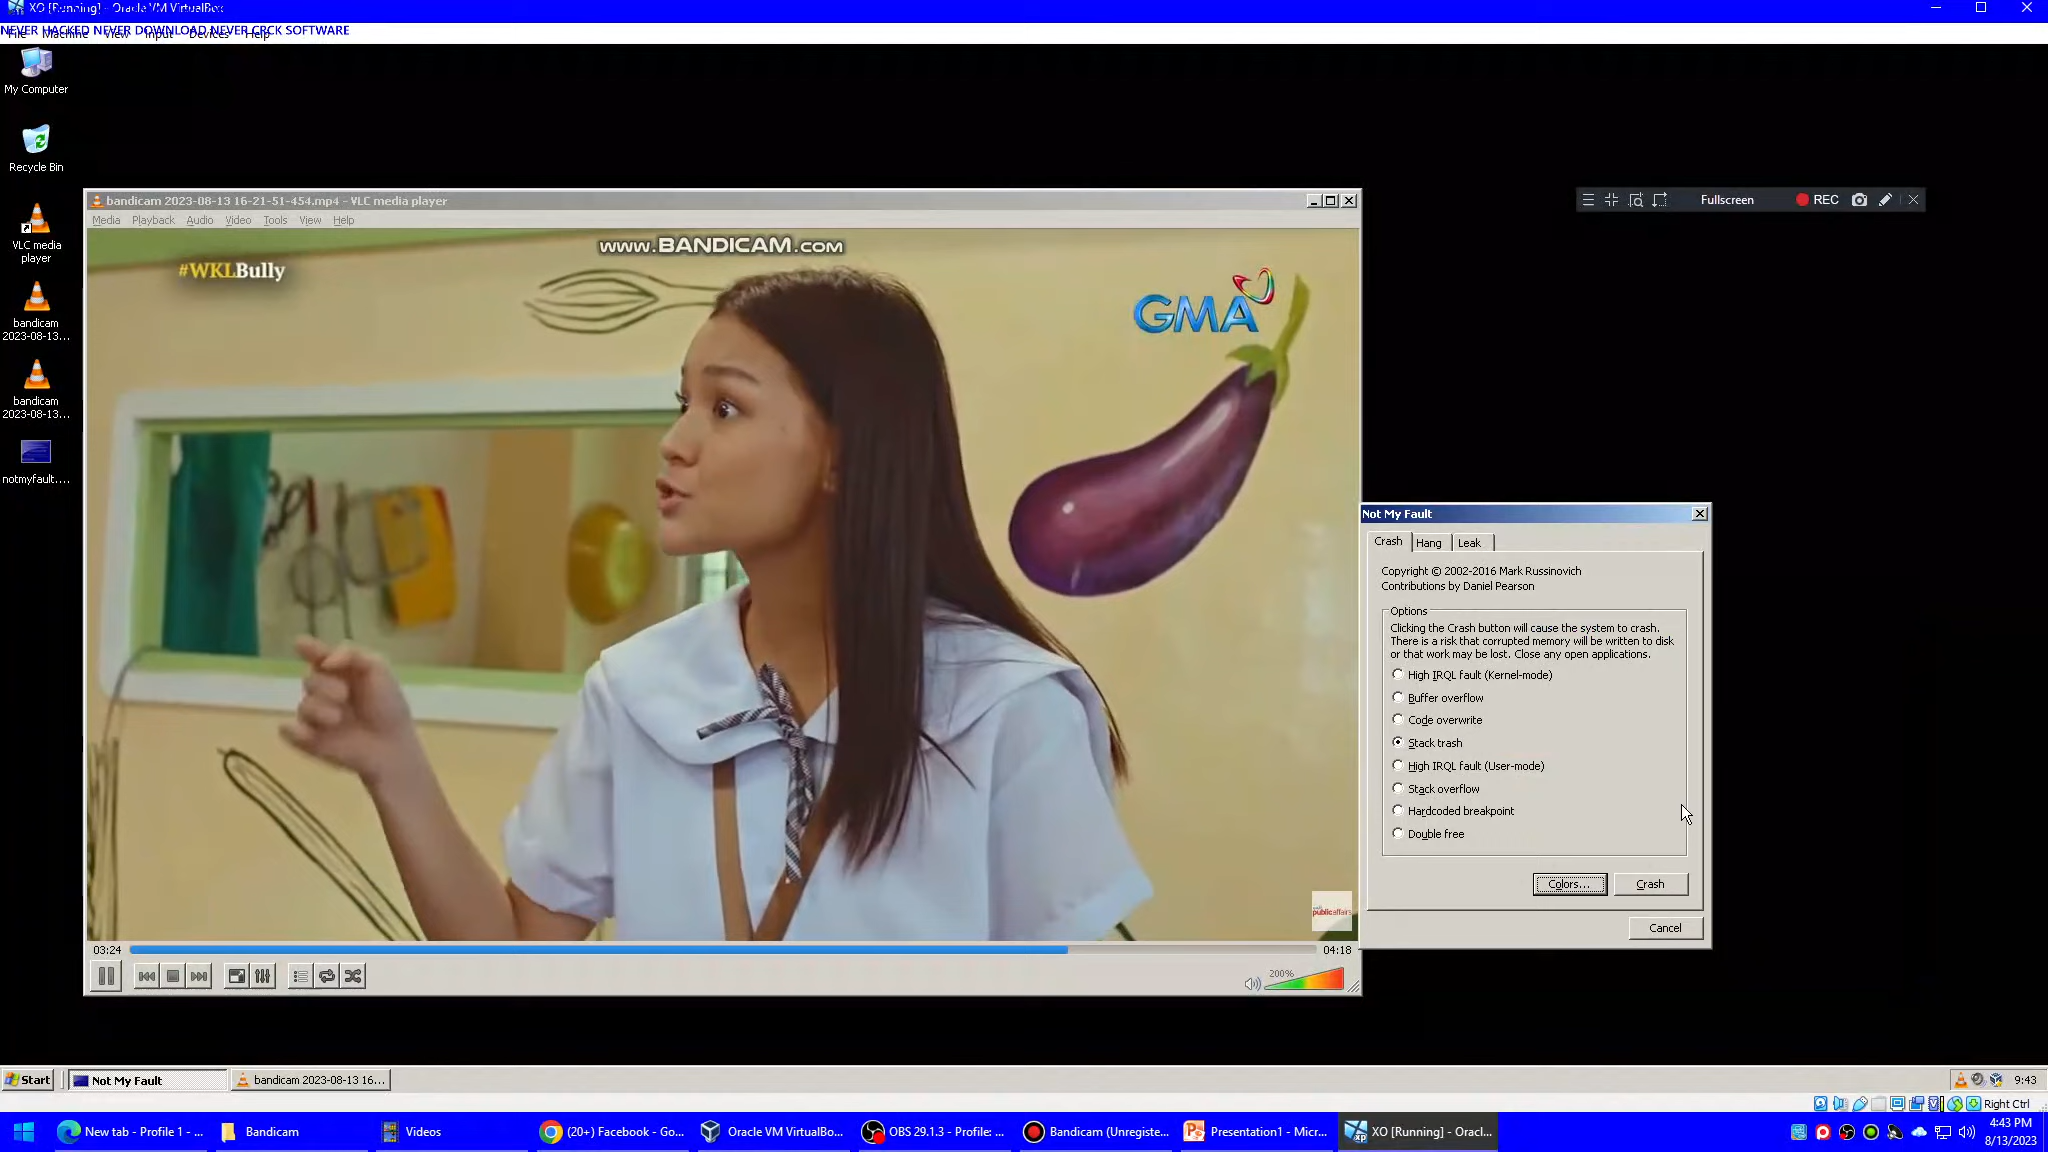 XO [Running] - Oracle VM VirtualBox
NEVER HACKED NEVER DOWNLOAD NEVER CRCK SOFTWARE
File Machine View Input Devices Help
My Computer
Recycle Bin
VLC media
player
bandicam
2023-08-13...
bandicam
2023-08-13...
notmyfault....
bandicam 2023-08-13 16-21-51-454.mp4 - VLC media player
Media Playback Audio Video Tools View Help
www.BANDICAM.com
#WKLBully
GMA
publicaffairs
03:24
04:18
200%
Fullscreen
REC
Not My Fault
Crash Hang Leak
Copyright © 2002-2016 Mark Russinovich
Contributions by Daniel Pearson
Options
Clicking the Crash button will cause the system to crash.
There is a risk that corrupted memory will be written to disk
or that work may be lost. Close any open applications.
High IRQL fault (Kernel-mode)
Buffer overflow
Code overwrite
Stack trash
High IRQL fault (User-mode)
Stack overflow
Hardcoded breakpoint
Double free
Colors...
Crash
Cancel
Start
Not My Fault
bandicam 2023-08-13 16...
9:43
Right Ctrl
New tab - Profile 1 - ...
Bandicam
Videos
(20+) Facebook - Go...
Oracle VM VirtualBo...
OBS 29.1.3 - Profile: ...
Bandicam (Unregiste...
Presentation1 - Micr...
XO [Running] - Oracl...
4:43 PM
8/13/2023